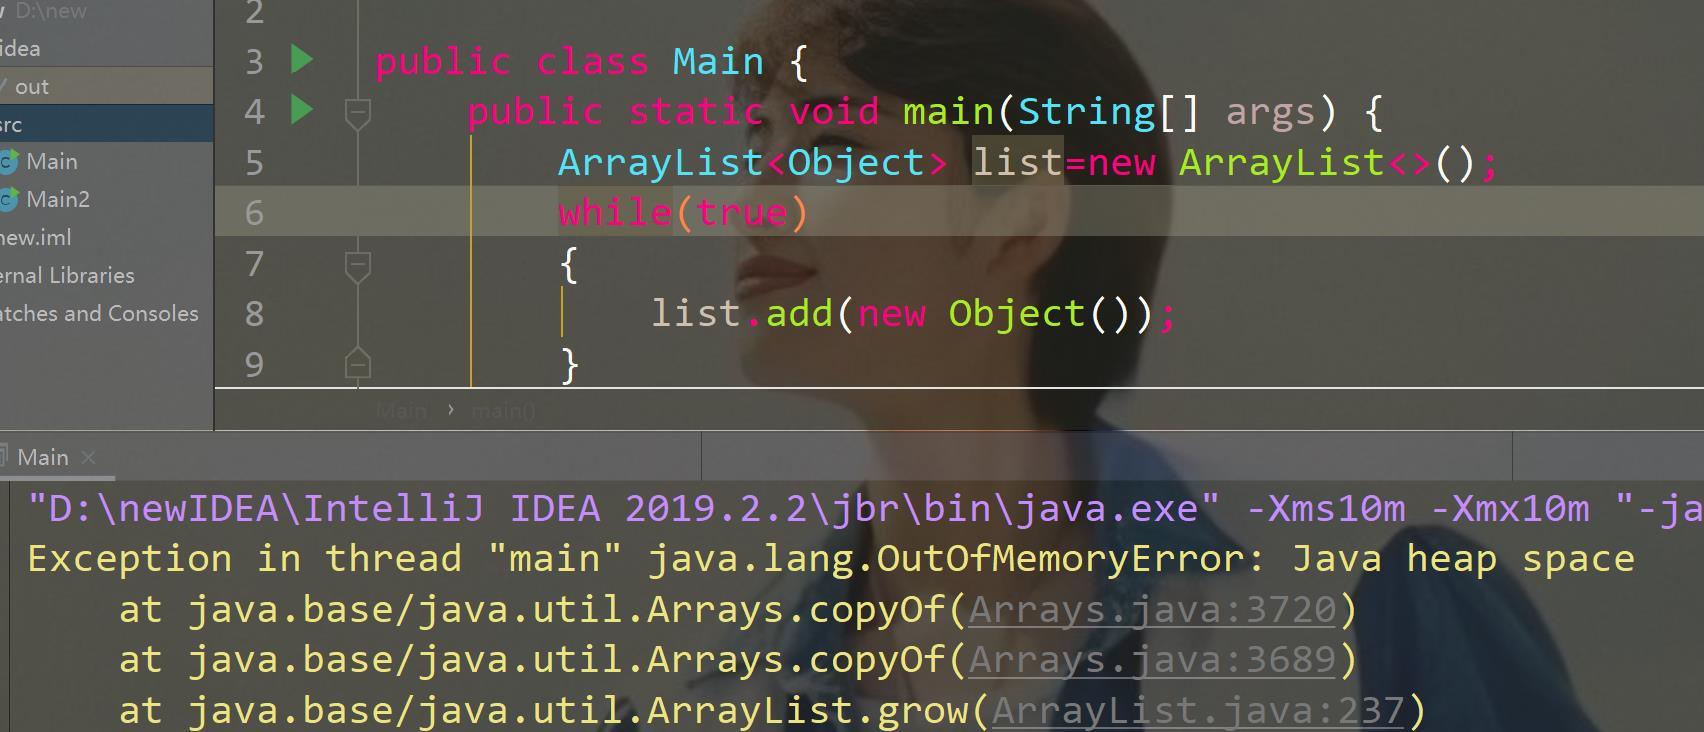 D:\new
idea
out
src
Main
Main2
new.iml
ernal Libraries
atches and Consoles
2
3 public class Main {
4 public static void main(String[] args) {
5 ArrayList<Object> list=new ArrayList<>();
6 while(true)
7 {
8 list.add(new Object());
9 }
Main › main()
Main ×
"D:\newIDEA\IntelliJ IDEA 2019.2.2\jbr\bin\java.exe" -Xms10m -Xmx10m "-ja
Exception in thread "main" java.lang.OutOfMemoryError: Java heap space
at java.base/java.util.Arrays.copyOf(Arrays.java:3720)
at java.base/java.util.Arrays.copyOf(Arrays.java:3689)
at java.base/java.util.ArrayList.grow(ArrayList.java:237)